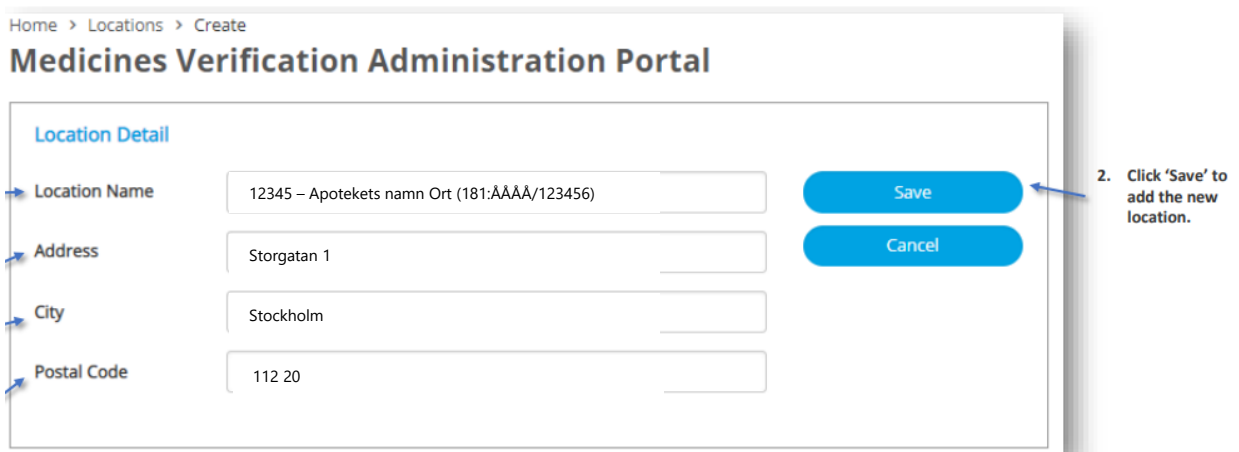 Home > Locations > Create
Medicines Verification Administration Portal
Location Detail
Location Name
12345 – Apotekets namn Ort (181:ÅÅÅÅ/123456)
Save
2. Click ‘Save’ to
add the new
location.
Address
Storgatan 1
Cancel
City
Stockholm
Postal Code
112 20